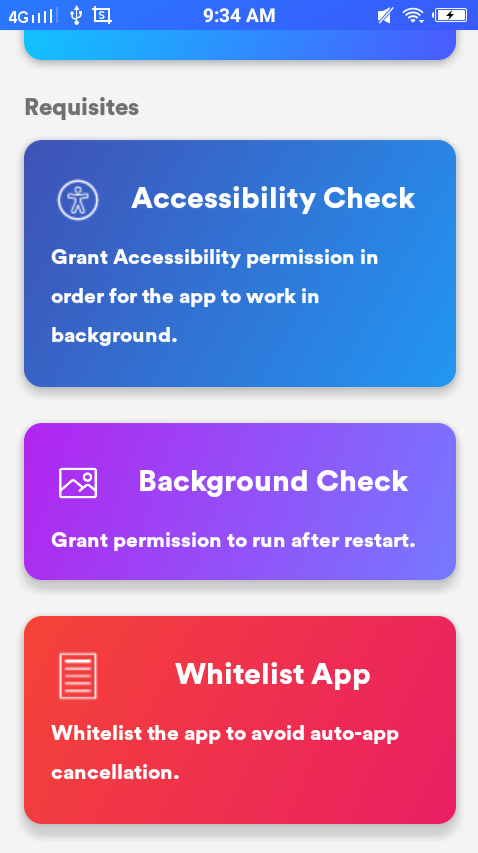 4G 9:34 AM
Requisites
Accessibility Check
Grant Accessibility permission in
order for the app to work in
background.
Background Check
Grant permission to run after restart.
Whitelist App
Whitelist the app to avoid auto-app
cancellation.